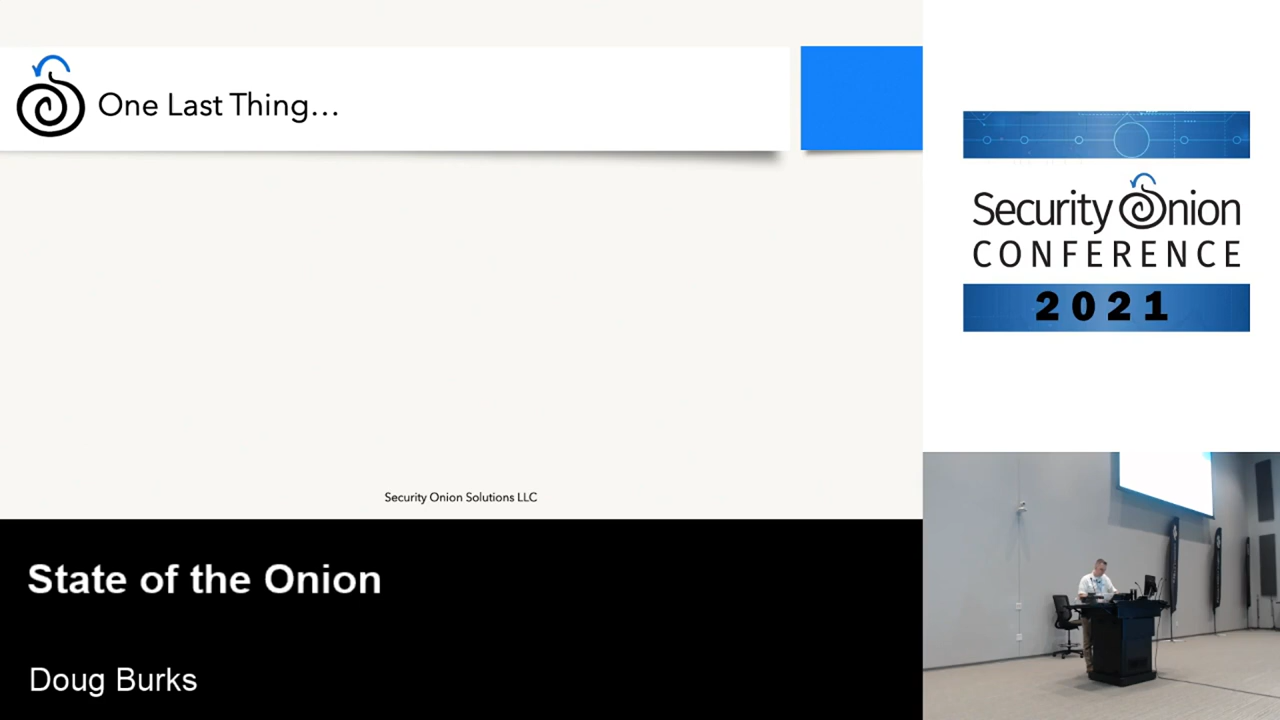 One Last Thing…
Security Onion Solutions LLC
State of the Onion
Doug Burks
Security Onion
CONFERENCE
2021